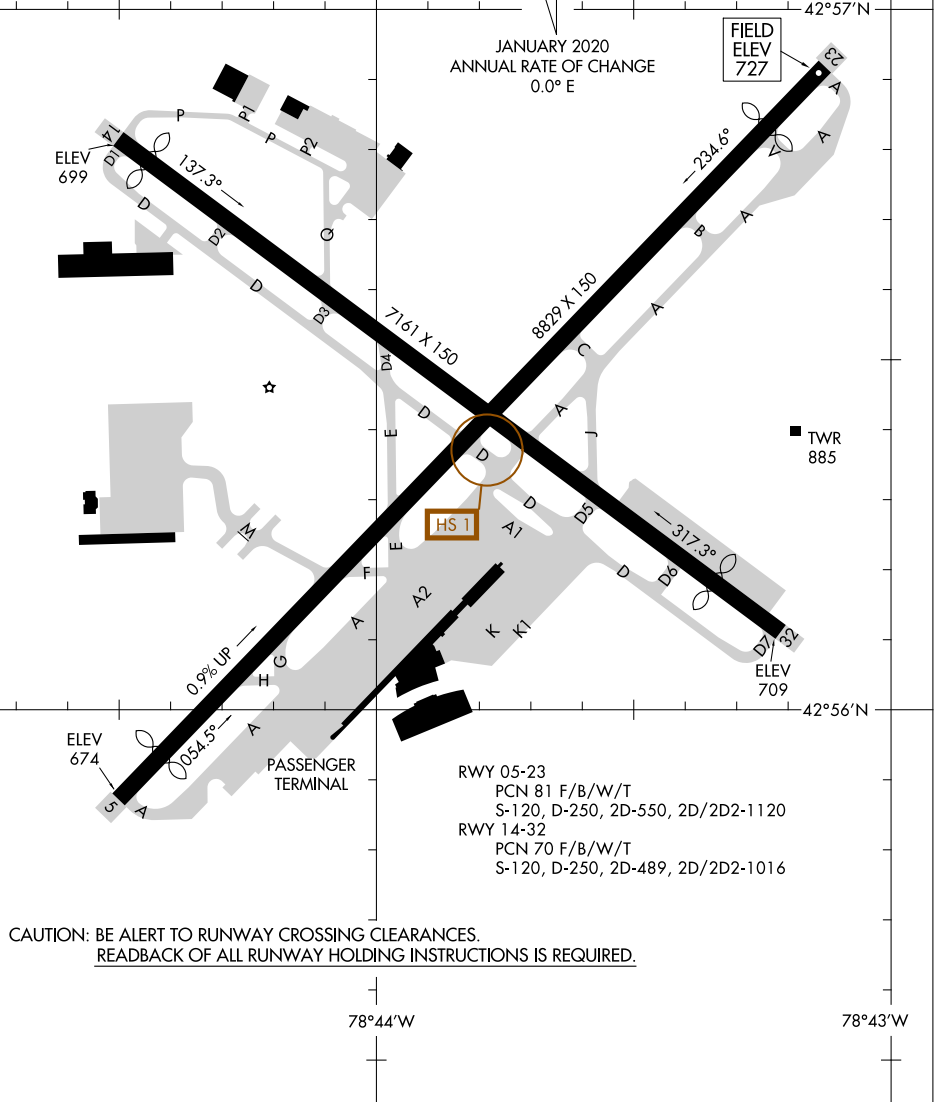 42°57'N
JANUARY 2020
ANNUAL RATE OF CHANGE
0.0° E
FIELD
ELEV
727
23
A
A
V
234.6°
P
P1
P
P2
14
D1
ELEV
699
137.3°
D
D2
Q
B
A
D
D3
7161 X 150
8829 X 150
A
C
D4
D
E
A
J
TWR
885
D
HS 1
D
A1
D5
M
E
F
317.3°
A2
A
D
D6
K
K1
0.9% UP
G
H
D7
32
ELEV
709
42°56'N
A
054.5°
ELEV
674
5
A
PASSENGER
TERMINAL
RWY 05-23
PCN 81 F/B/W/T
S-120, D-250, 2D-550, 2D/2D2-1120
RWY 14-32
PCN 70 F/B/W/T
S-120, D-250, 2D-489, 2D/2D2-1016
CAUTION: BE ALERT TO RUNWAY CROSSING CLEARANCES.
READBACK OF ALL RUNWAY HOLDING INSTRUCTIONS IS REQUIRED.
78°44'W
78°43'W